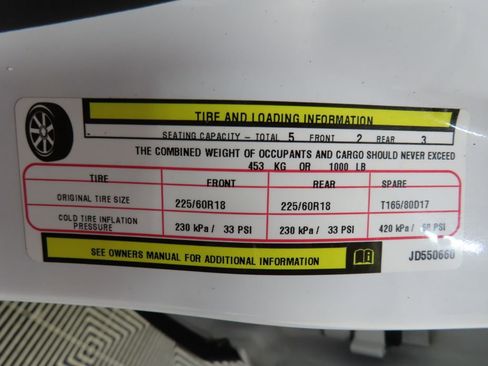 TIRE AND LOADING INFORMATION
SEATING CAPACITY - TOTAL 5 FRONT 2 REAR 3
THE COMBINED WEIGHT OF OCCUPANTS AND CARGO SHOULD NEVER EXCEED
453 KG OR 1000 LB
TIRE FRONT REAR SPARE
ORIGINAL TIRE SIZE 225/60R18 225/60R18 T165/80D17
COLD TIRE INFLATION
PRESSURE 230 kPa / 33 PSI 230 kPa / 33 PSI 420 kPa / PSI
SEE OWNERS MANUAL FOR ADDITIONAL INFORMATION
JD550660